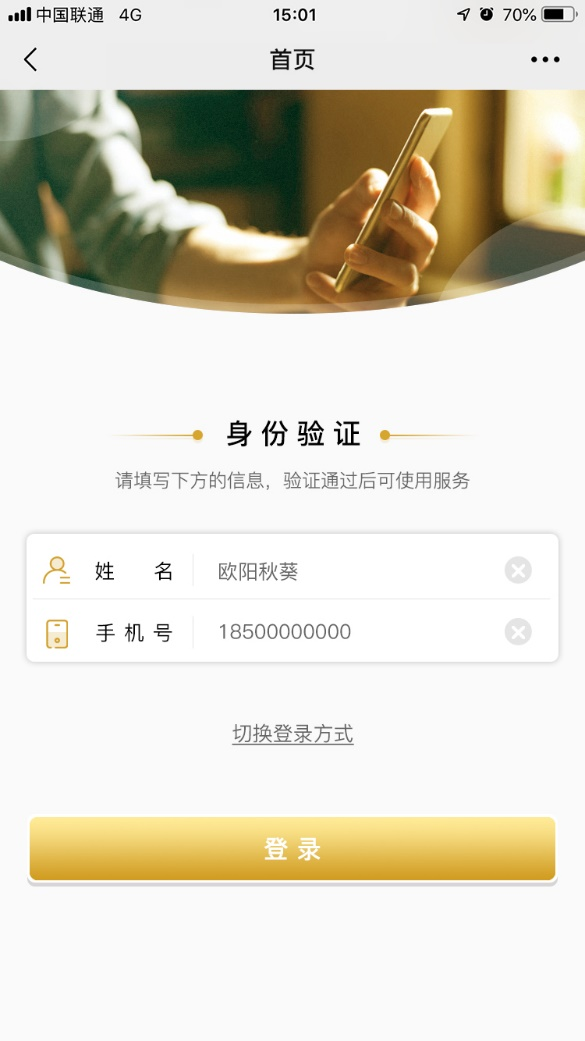 中国联通 4G 15:01 70%
首页
身份验证
请填写下方的信息，验证通过后可使用服务
姓 名 欧阳秋葵
手机号 18500000000
切换登录方式
登录